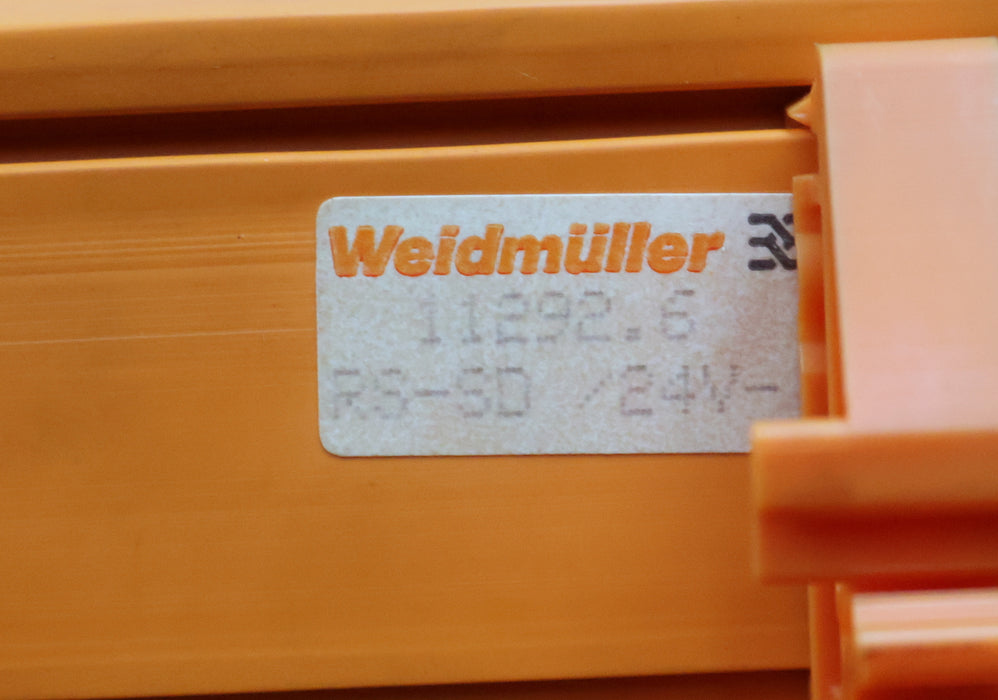 Weidmüller
11292.6
RS-SD /24V-